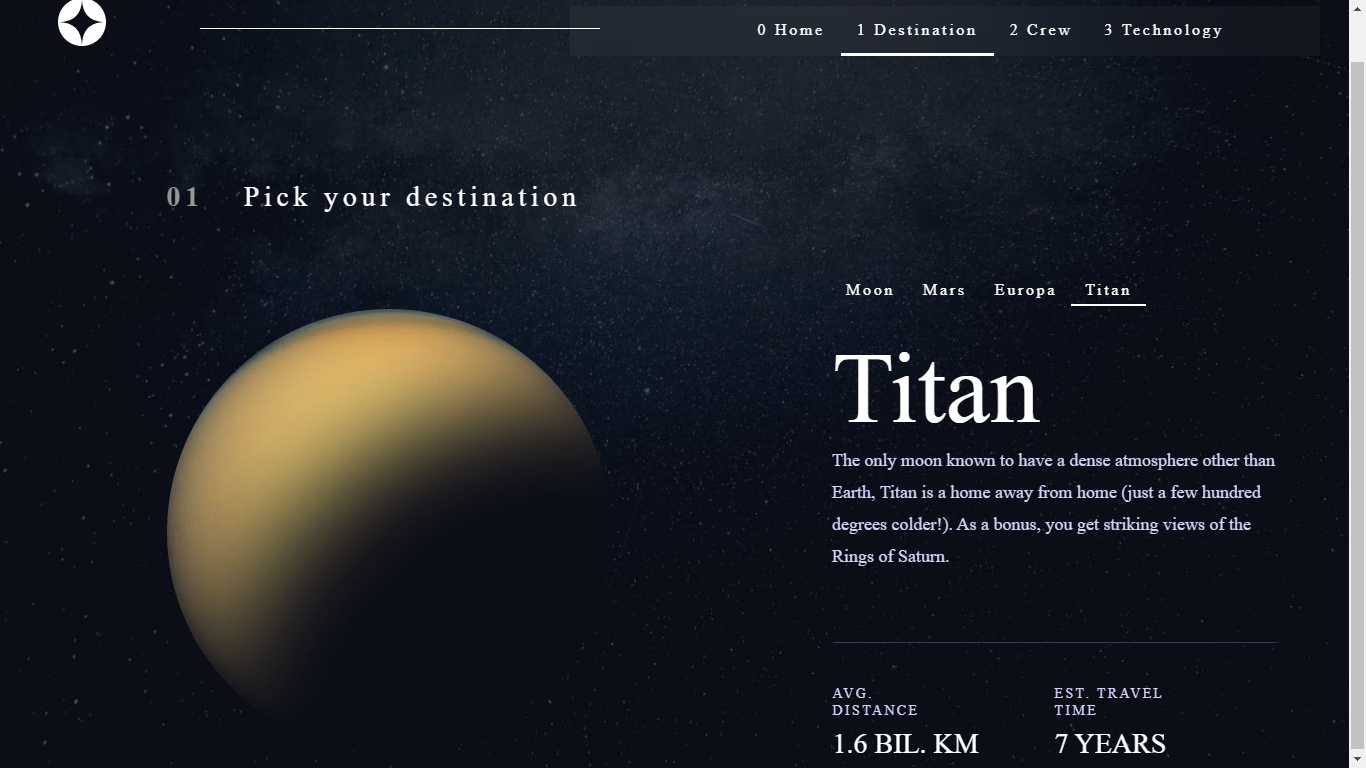 0 Home 1 Destination 2 Crew 3 Technology
01 Pick your destination
Moon Mars Europa Titan
Titan
The only moon known to have a dense atmosphere other than
Earth, Titan is a home away from home (just a few hundred
degrees colder!). As a bonus, you get striking views of the
Rings of Saturn.
AVG.
DISTANCE
1.6 BIL. KM
EST. TRAVEL
TIME
7 YEARS